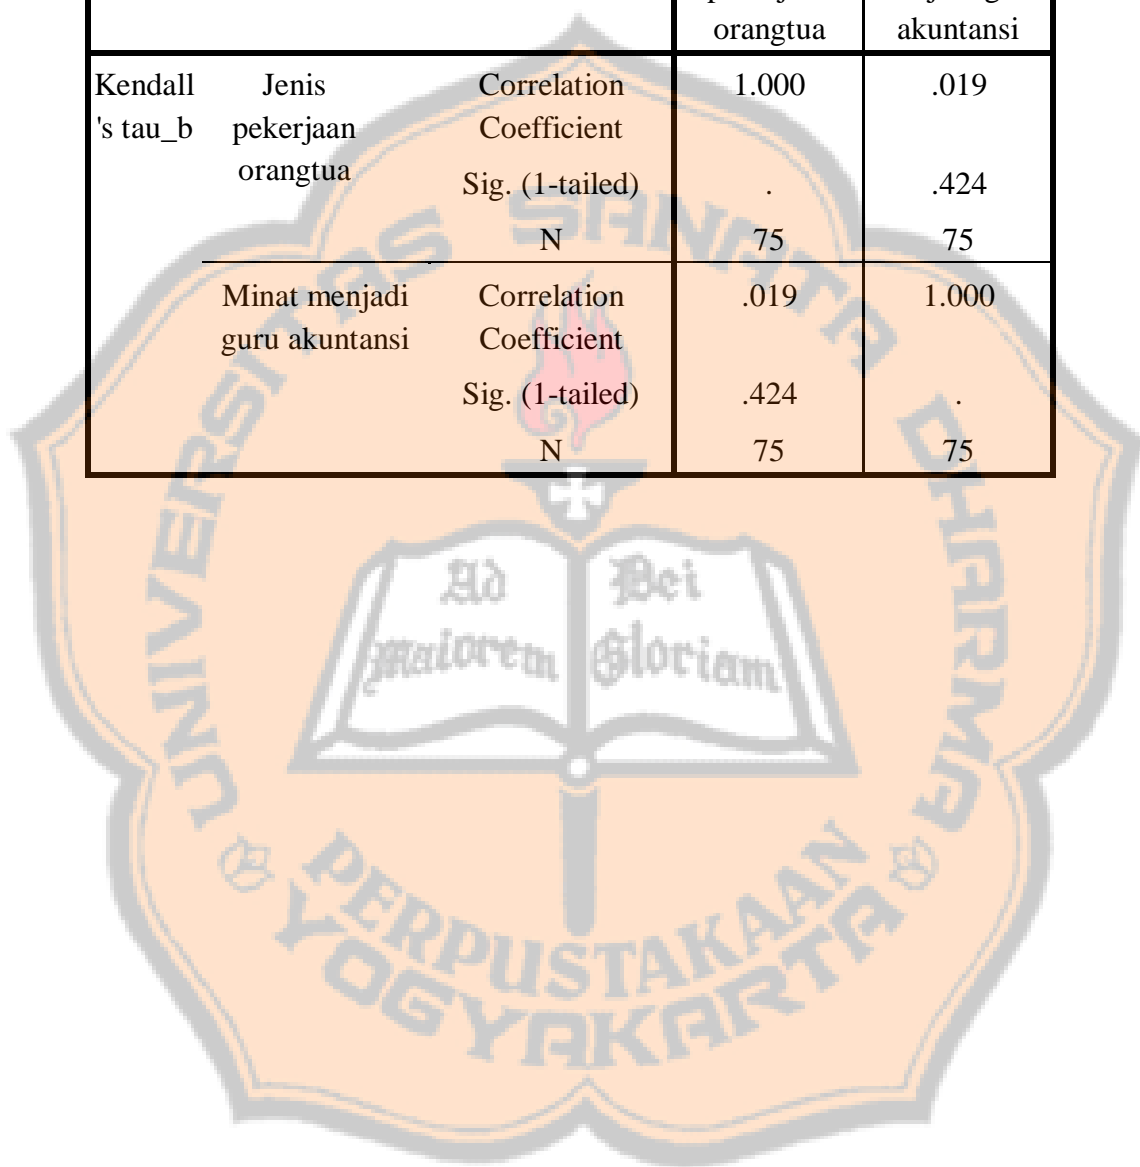 orangtua akuntansi
Kendall Jenis Correlation 1.000 .019
's tau_b pekerjaan Coefficient
orangtua
Sig. (1-tailed) . .424
N 75 75
Minat menjadi Correlation .019 1.000
guru akuntansi Coefficient
Sig. (1-tailed) .424 .
N 75 75
UNIVERSITAS SANATA DHARMA
Ad Dei
Maiorem Gloriam
PERPUSTAKAAN
YOGYAKARTA